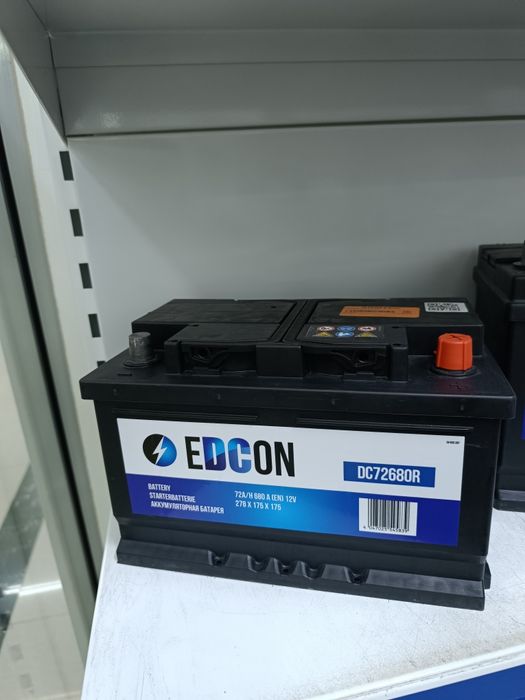 EDCON
DC72680R
BATTERY
STARTERBATTERIE
АККУМУЛЯТОРНАЯ БАТАРЕЯ
72A/H 680 A (EN) 12V
278 X 175 X 175